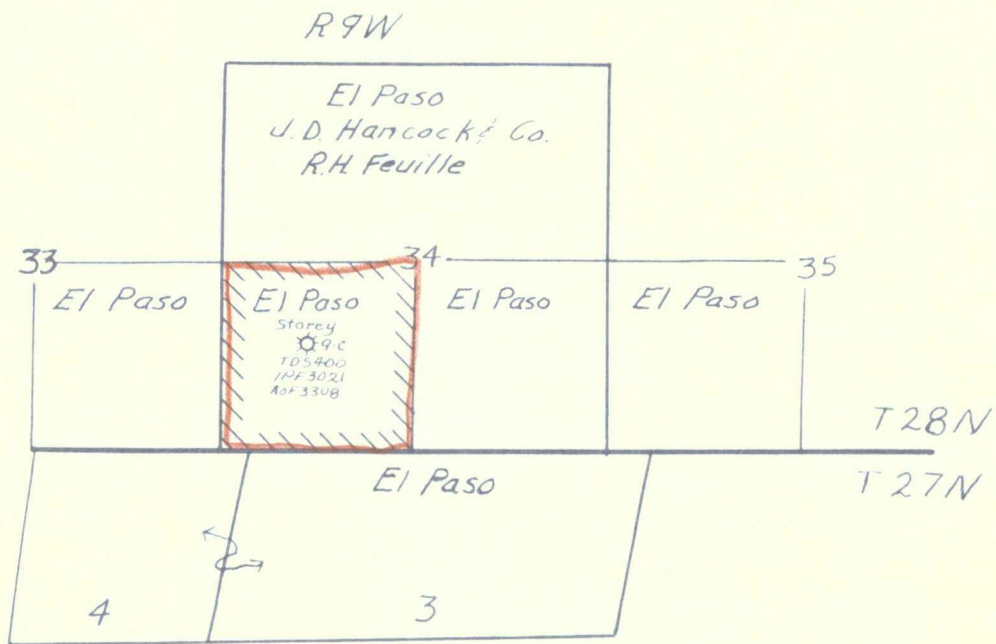 R9W
El Paso
J.D. Hancock & Co.
R.H. Feuille
33
34
35
El Paso
El Paso
El Paso
El Paso
Storey
9-C
TD5400
IPF3021
AOF3308
T28N
El Paso
T27N
4
3